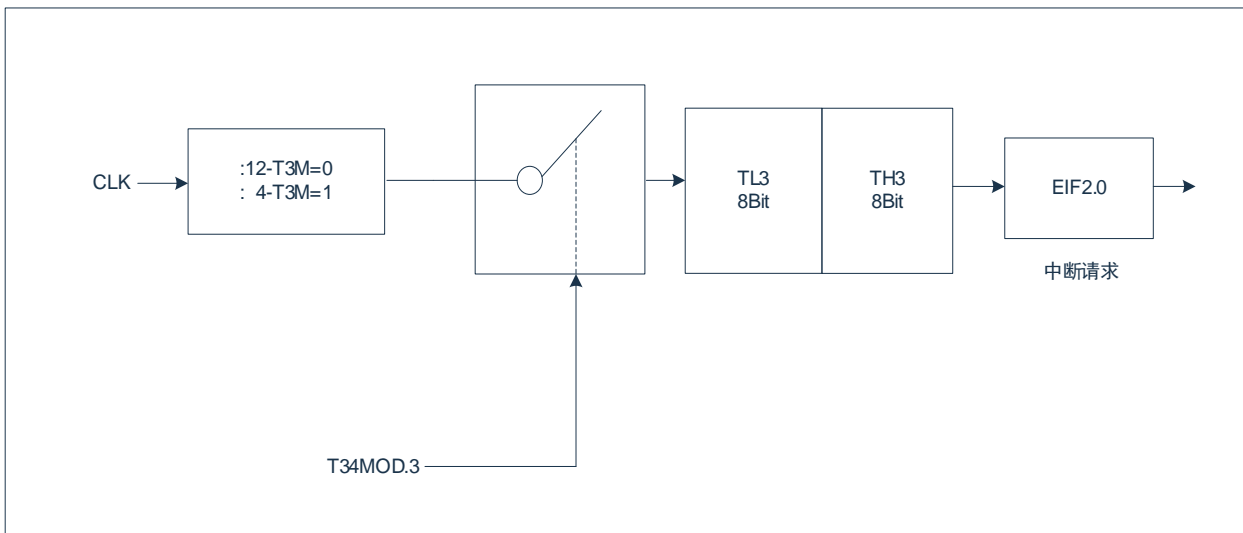 CLK
:12-T3M=0
: 4-T3M=1
TL3
8Bit
TH3
8Bit
EIF2.0
中断请求
T34MOD.3